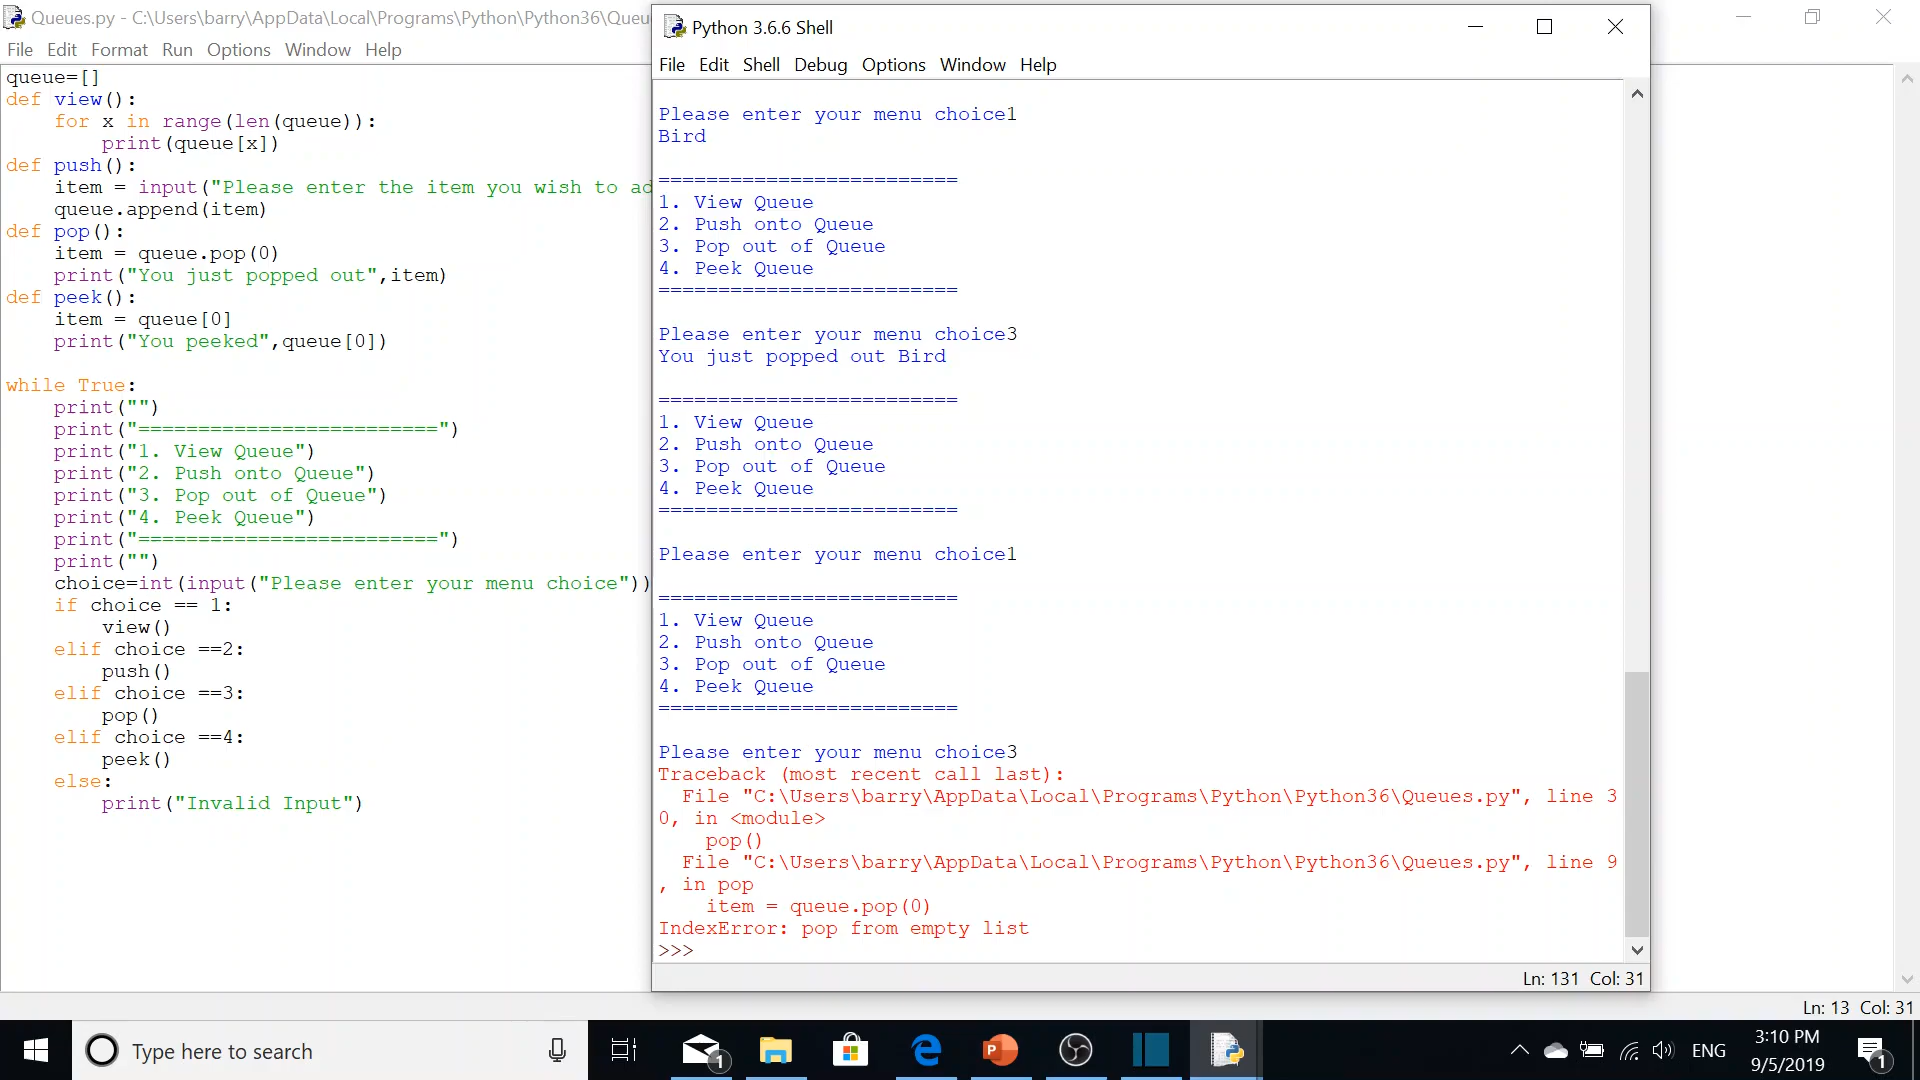 Queues.py - C:\Users\barry\AppData\Local\Programs\Python\Python36\Queu
File Edit Format Run Options Window Help
queue=[]
def view():
    for x in range(len(queue)):
        print(queue[x])
def push():
    item = input("Please enter the item you wish to ad
    queue.append(item)
def pop():
    item = queue.pop(0)
    print("You just popped out",item)
def peek():
    item = queue[0]
    print("You peeked",queue[0])
while True:
    print("")
    print("=========================")
    print("1. View Queue")
    print("2. Push onto Queue")
    print("3. Pop out of Queue")
    print("4. Peek Queue")
    print("=========================")
    print("")
    choice=int(input("Please enter your menu choice"))
    if choice == 1:
        view()
    elif choice ==2:
        push()
    elif choice ==3:
        pop()
    elif choice ==4:
        peek()
    else:
        print("Invalid Input")
Python 3.6.6 Shell
File Edit Shell Debug Options Window Help
Please enter your menu choice1
Bird
=========================
1. View Queue
2. Push onto Queue
3. Pop out of Queue
4. Peek Queue
=========================
Please enter your menu choice3
You just popped out Bird
=========================
1. View Queue
2. Push onto Queue
3. Pop out of Queue
4. Peek Queue
=========================
Please enter your menu choice1
=========================
1. View Queue
2. Push onto Queue
3. Pop out of Queue
4. Peek Queue
=========================
Please enter your menu choice3
Traceback (most recent call last):
  File "C:\Users\barry\AppData\Local\Programs\Python\Python36\Queues.py", line 3
0, in <module>
    pop()
  File "C:\Users\barry\AppData\Local\Programs\Python\Python36\Queues.py", line 9
, in pop
    item = queue.pop(0)
IndexError: pop from empty list
>>>
Ln: 131 Col: 31
Ln: 13 Col: 31
Type here to search
1
ENG
3:10 PM
9/5/2019
1